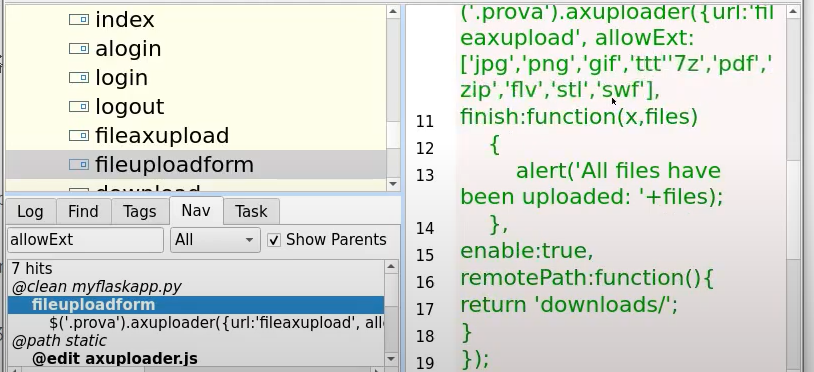 index
alogin
login
logout
fileaxupload
fileuploadform
download
Log Find Tags Nav Task
allowExt All Show Parents
7 hits
@clean myflaskapp.py
fileuploadform
$('.prova').axuploader({url:'fileaxupload', all
@path static
@edit axuploader.js
('.prova').axuploader({url:'fil
eaxupload', allowExt:
['jpg','png','gif','ttt''7z','pdf','
zip','flv','stl','swf'],
11 finish:function(x,files)
12 {
13 alert('All files have
been uploaded: '+files);
14 },
15 enable:true,
16 remotePath:function(){
17 return 'downloads/';
18 }
19 });